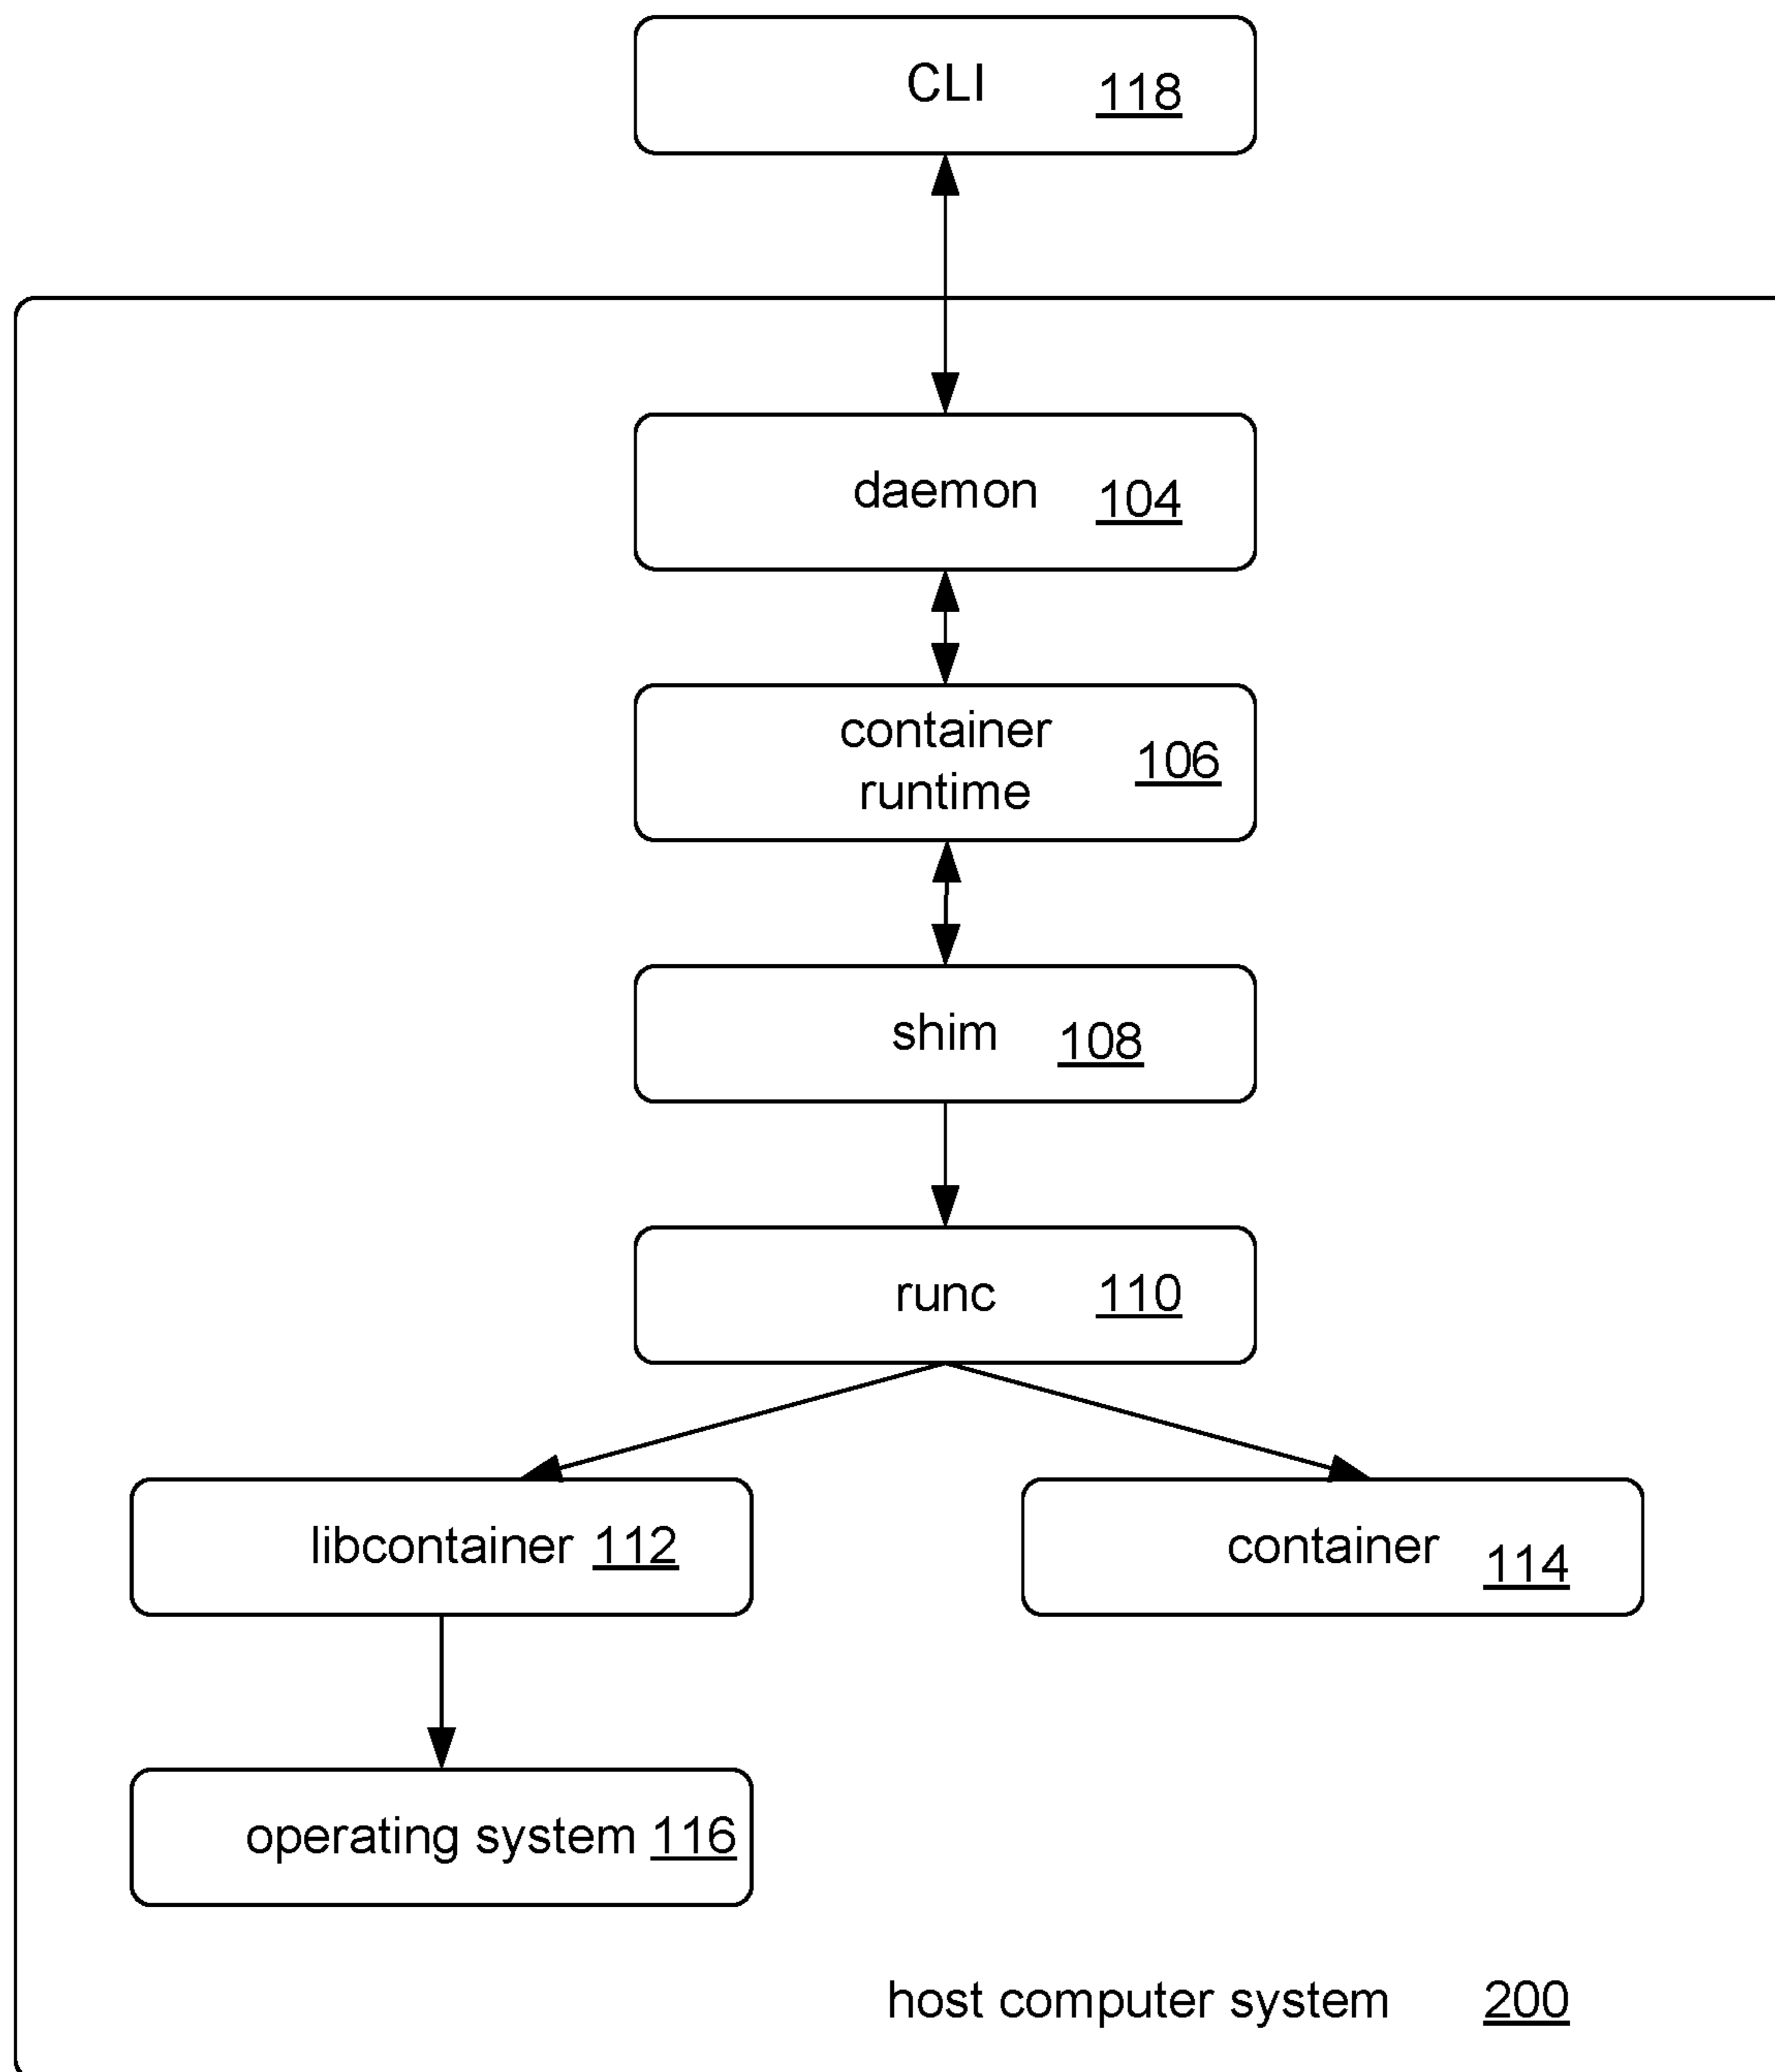 CLI 118
daemon 104
container
runtime 106
shim 108
runc 110
libcontainer 112
container 114
operating system 116
host computer system 200